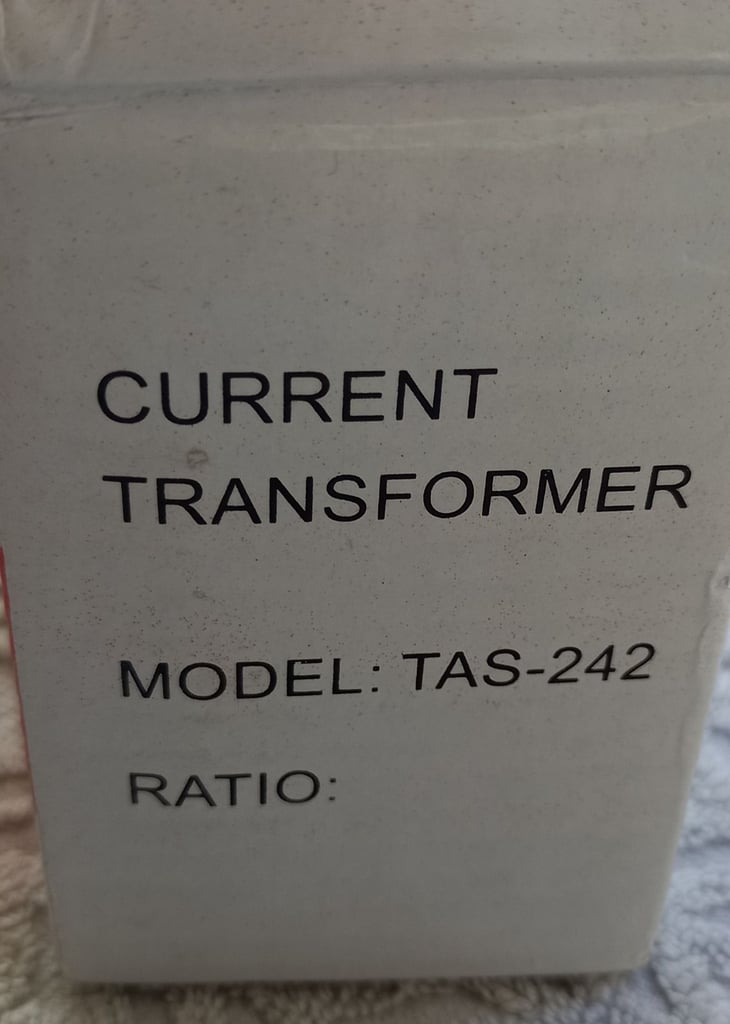 CURRENT
TRANSFORMER
MODEL: TAS-242
RATIO: